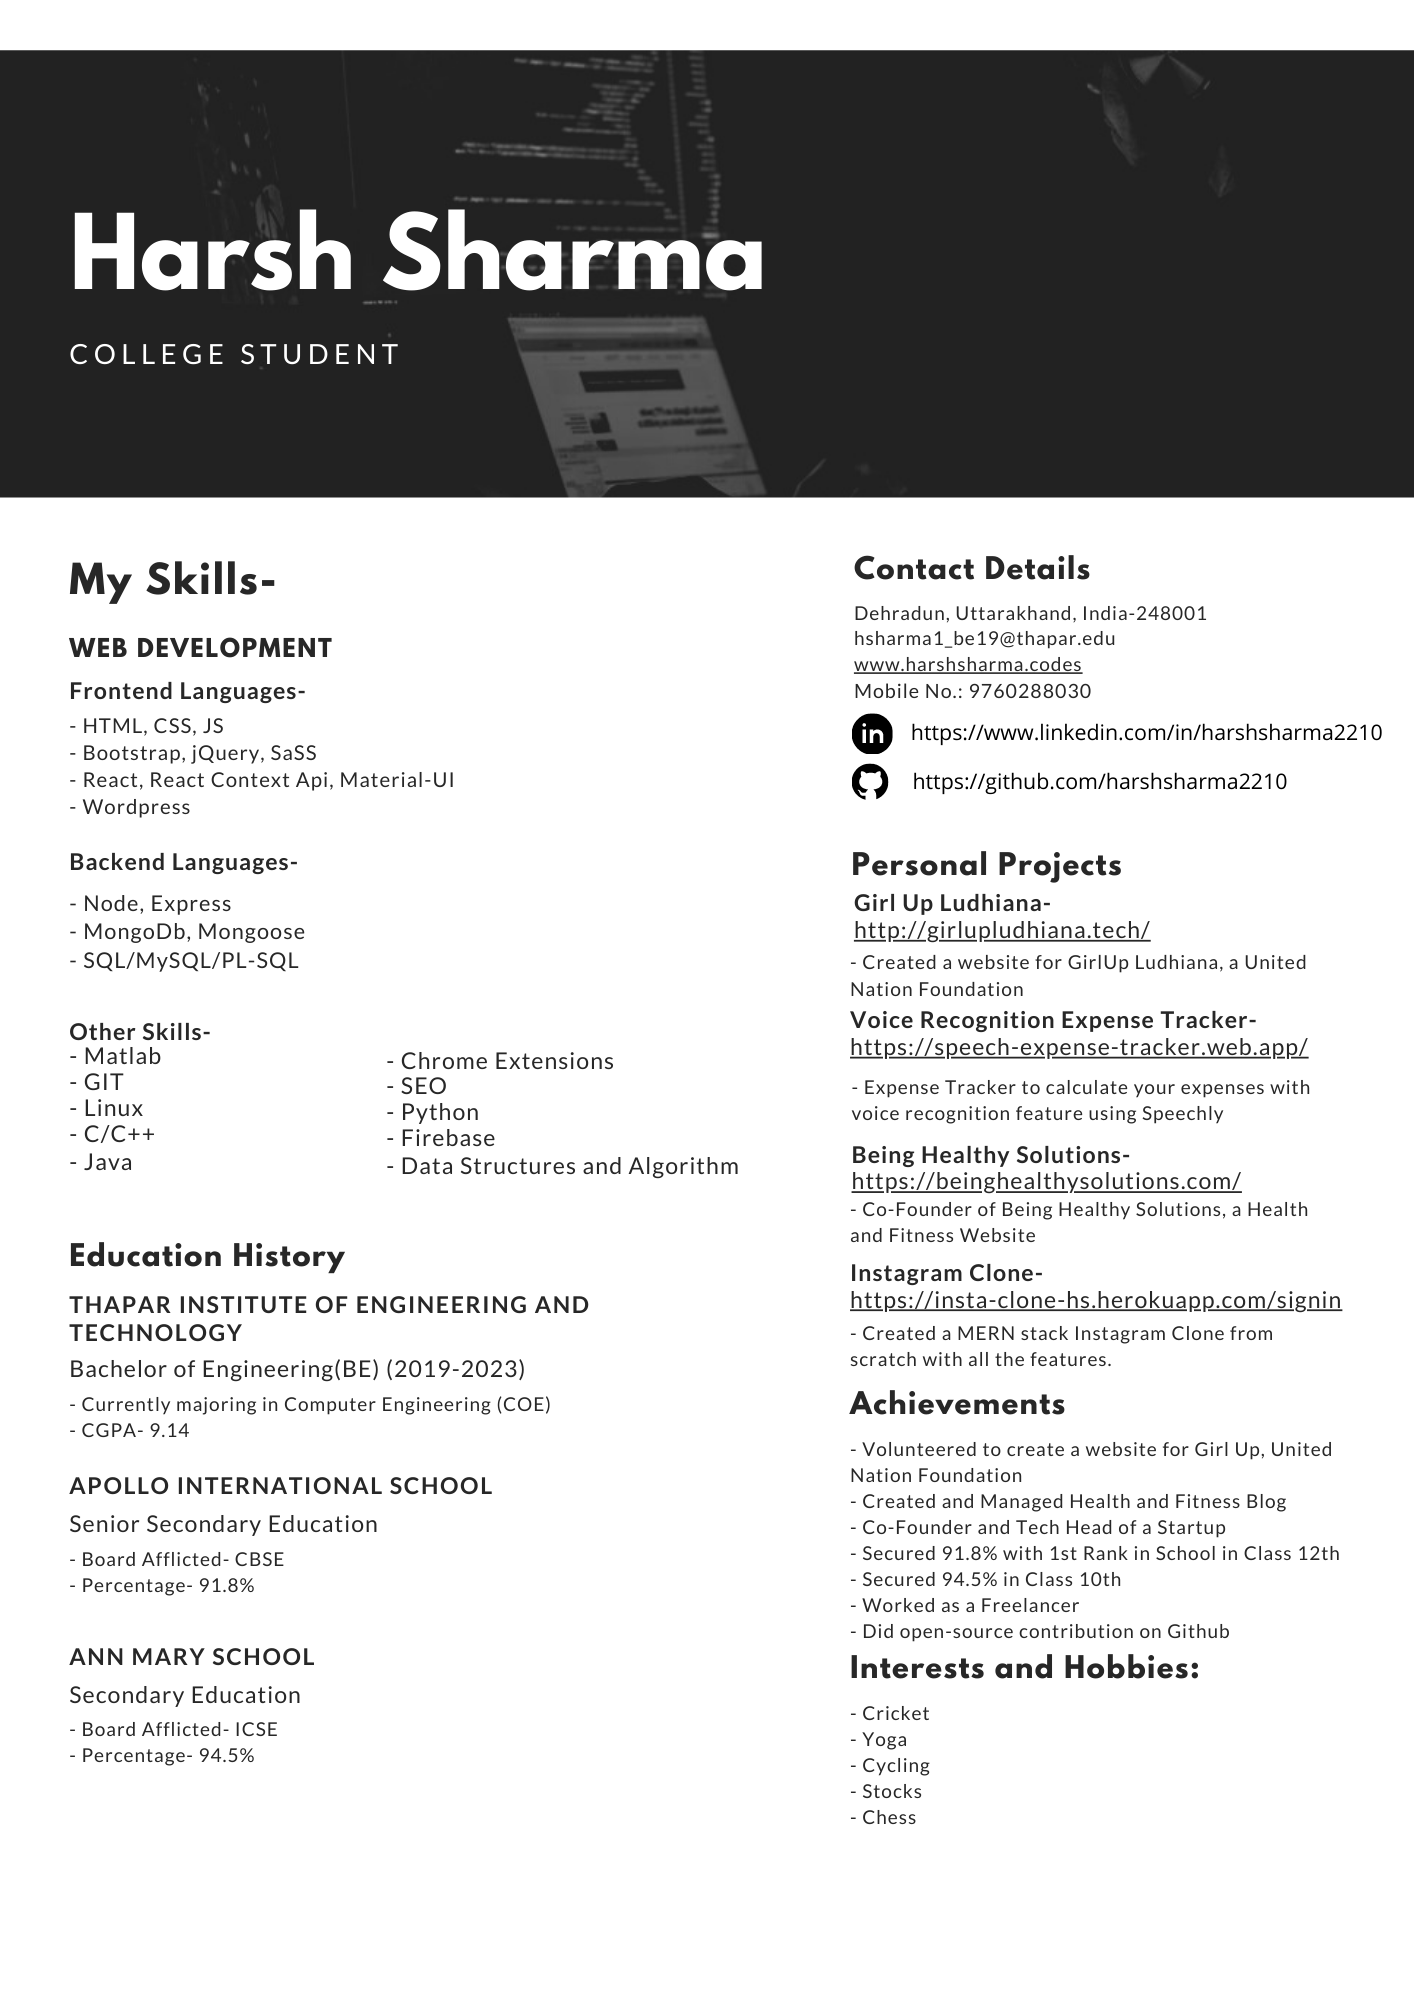 Harsh Sharma
COLLEGE STUDENT
My Skills-
WEB DEVELOPMENT
Frontend Languages-
- HTML, CSS, JS
- Bootstrap, jQuery, SaSS
- React, React Context Api, Material-UI
- Wordpress
Backend Languages-
- Node, Express
- MongoDb, Mongoose
- SQL/MySQL/PL-SQL
Other Skills-
- Matlab
- GIT
- Linux
- C/C++
- Java
- Chrome Extensions
- SEO
- Python
- Firebase
- Data Structures and Algorithm
Education History
THAPAR INSTITUTE OF ENGINEERING AND
TECHNOLOGY
Bachelor of Engineering(BE) (2019-2023)
- Currently majoring in Computer Engineering (COE)
- CGPA- 9.14
APOLLO INTERNATIONAL SCHOOL
Senior Secondary Education
- Board Afflicted- CBSE
- Percentage- 91.8%
ANN MARY SCHOOL
Secondary Education
- Board Afflicted- ICSE
- Percentage- 94.5%
Contact Details
Dehradun, Uttarakhand, India-248001
hsharma1_be19@thapar.edu
www.harshsharma.codes
Mobile No.: 9760288030
in https://www.linkedin.com/in/harshsharma2210
https://github.com/harshsharma2210
Personal Projects
Girl Up Ludhiana-
http://girlupludhiana.tech/
- Created a website for GirlUp Ludhiana, a United
Nation Foundation
Voice Recognition Expense Tracker-
https://speech-expense-tracker.web.app/
- Expense Tracker to calculate your expenses with
voice recognition feature using Speechly
Being Healthy Solutions-
https://beinghealthysolutions.com/
- Co-Founder of Being Healthy Solutions, a Health
and Fitness Website
Instagram Clone-
https://insta-clone-hs.herokuapp.com/signin
- Created a MERN stack Instagram Clone from
scratch with all the features.
Achievements
- Volunteered to create a website for Girl Up, United
Nation Foundation
- Created and Managed Health and Fitness Blog
- Co-Founder and Tech Head of a Startup
- Secured 91.8% with 1st Rank in School in Class 12th
- Secured 94.5% in Class 10th
- Worked as a Freelancer
- Did open-source contribution on Github
Interests and Hobbies:
- Cricket
- Yoga
- Cycling
- Stocks
- Chess